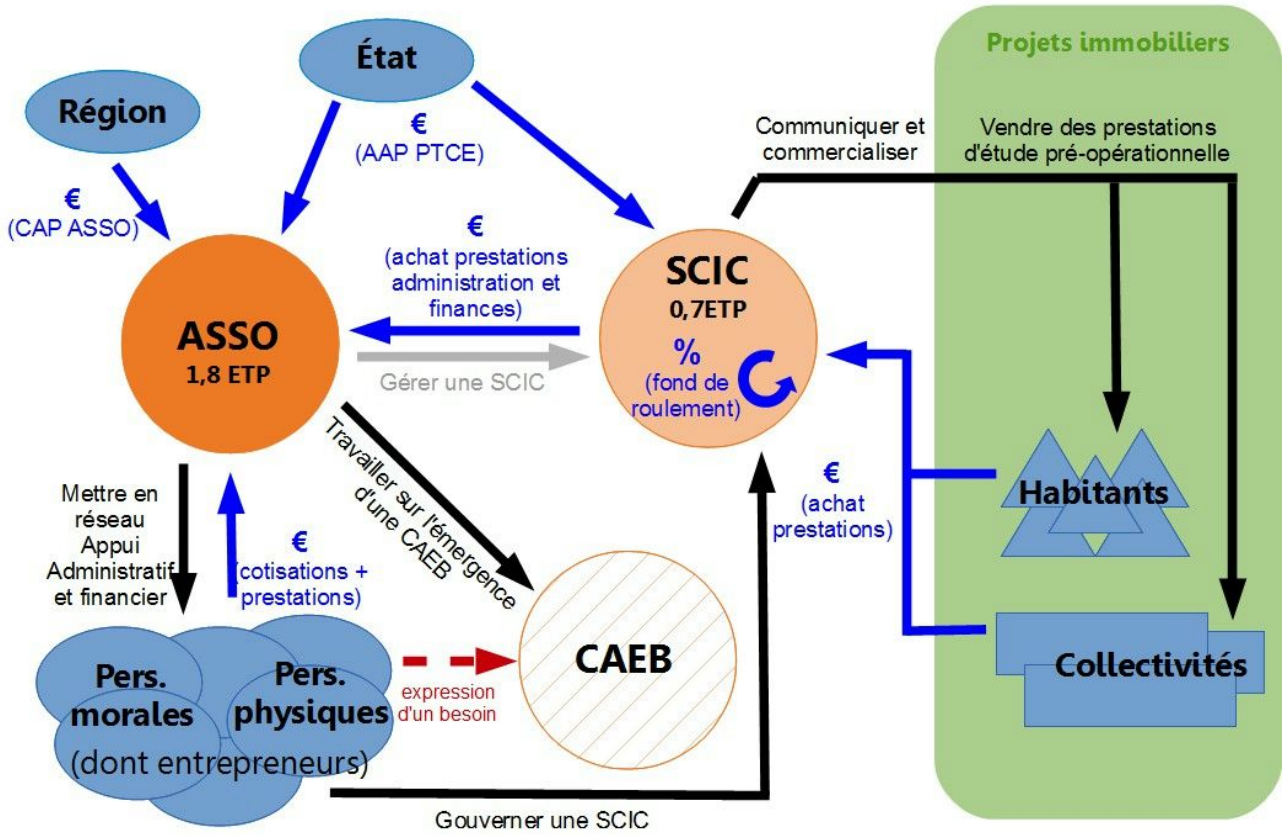 État
Région
€
(AAP PTCE)
€
(CAP ASSO)
Projets immobiliers
Communiquer et
commercialiser
Vendre des prestations
d'étude pré-opérationnelle
€
(achat prestations
administration et
finances)
SCIC
0,7ETP
%
(fond de
roulement)
ASSO
1,8 ETP
Gérer une SCIC
Travailler sur l'émergence
d'une CAEB
Mettre en
réseau
Appui
Administratif
et financier
€
(cotisations +
prestations)
€
(achat
prestations)
Habitants
Collectivités
CAEB
expression
d'un besoin
Pers.
morales
Pers.
physiques
(dont entrepreneurs)
Gouverner une SCIC